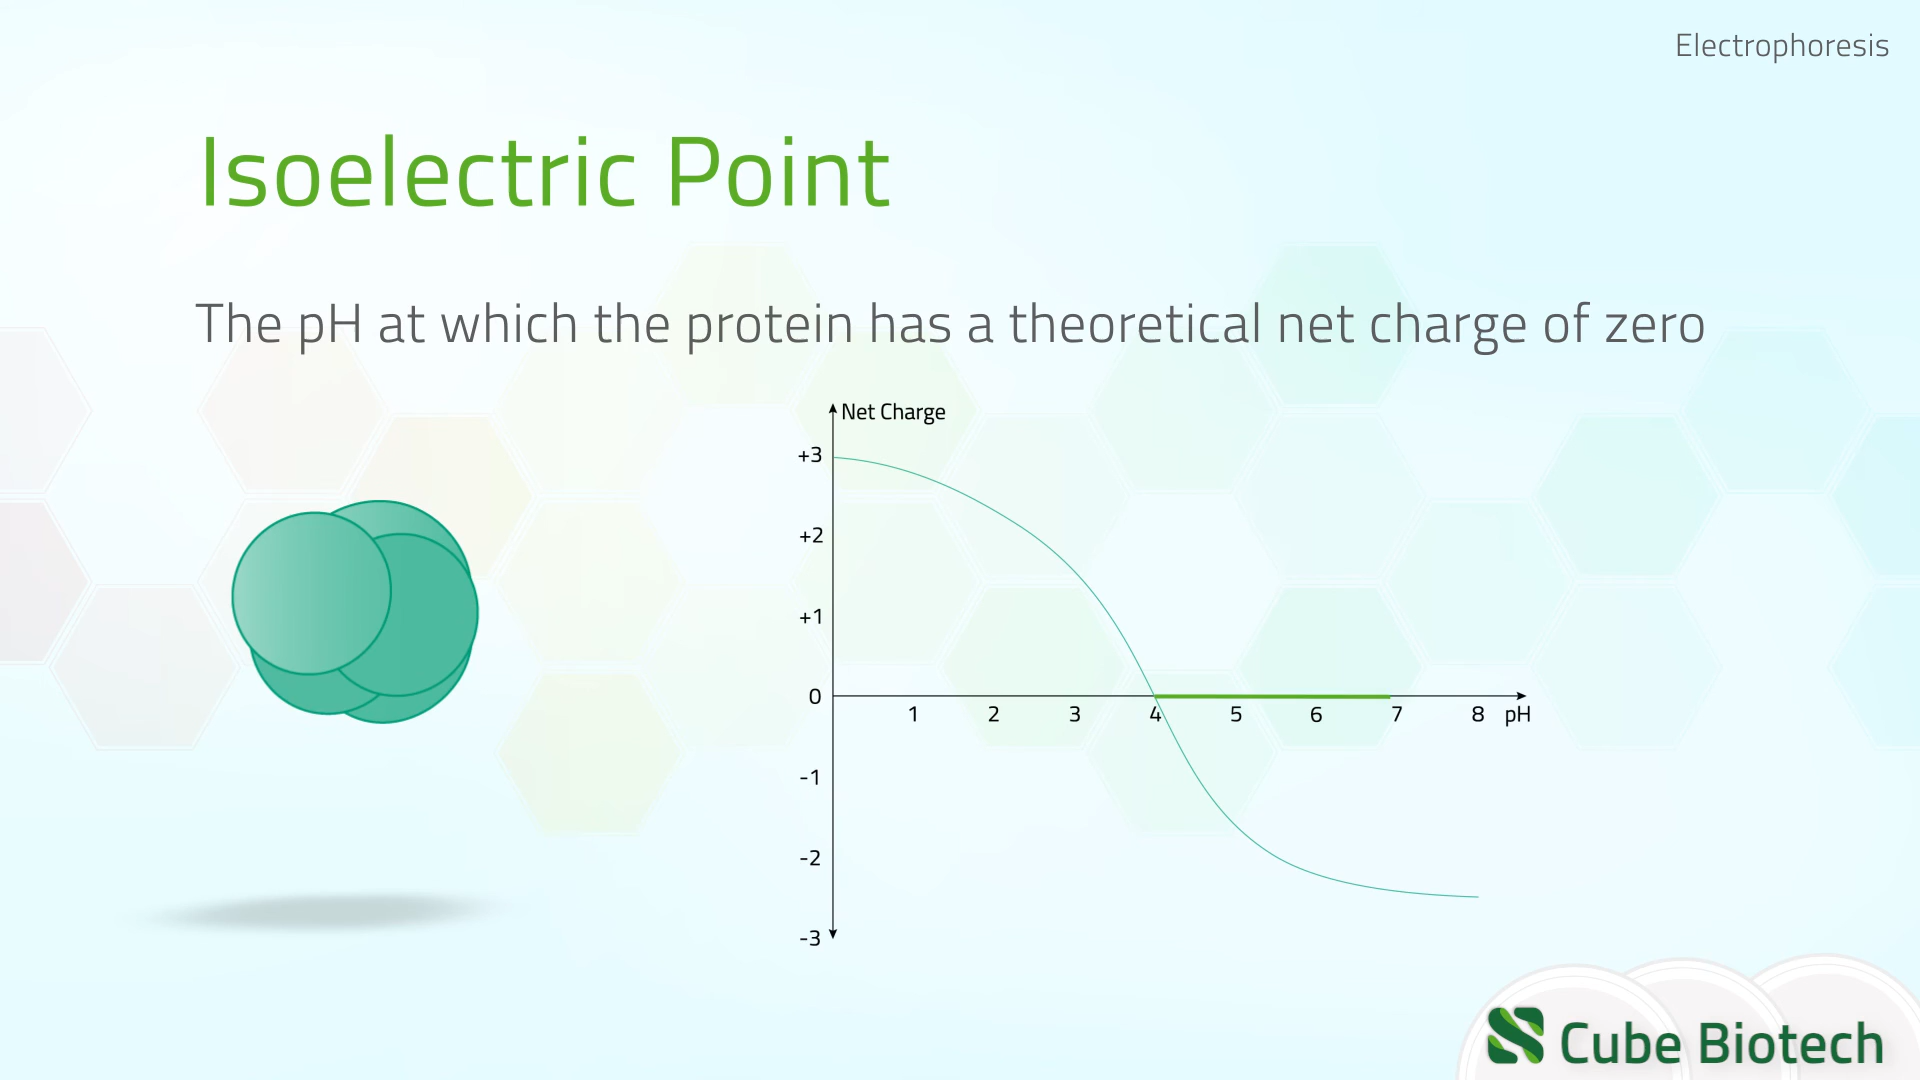 Electrophoresis
Isoelectric Point
The pH at which the protein has a theoretical net charge of zero
Net Charge
+3
+2
+1
0
1 2 3 4 5 6 7 8 pH
-1
-2
-3
Cube Biotech